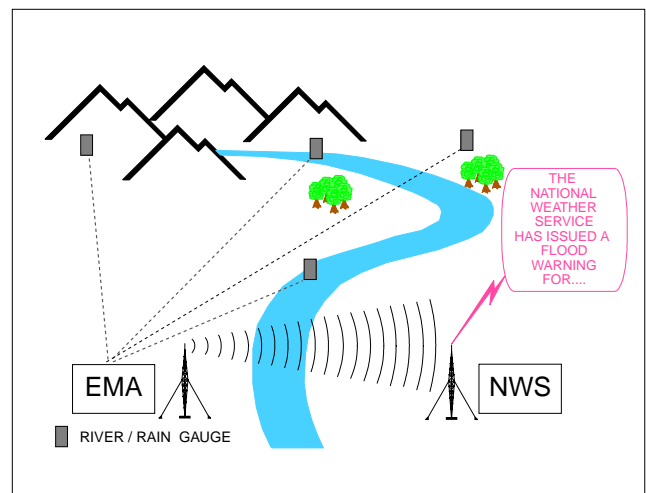 THE
NATIONAL
WEATHER
SERVICE
HAS ISSUED A
FLOOD
WARNING
FOR....
EMA
NWS
RIVER / RAIN GAUGE